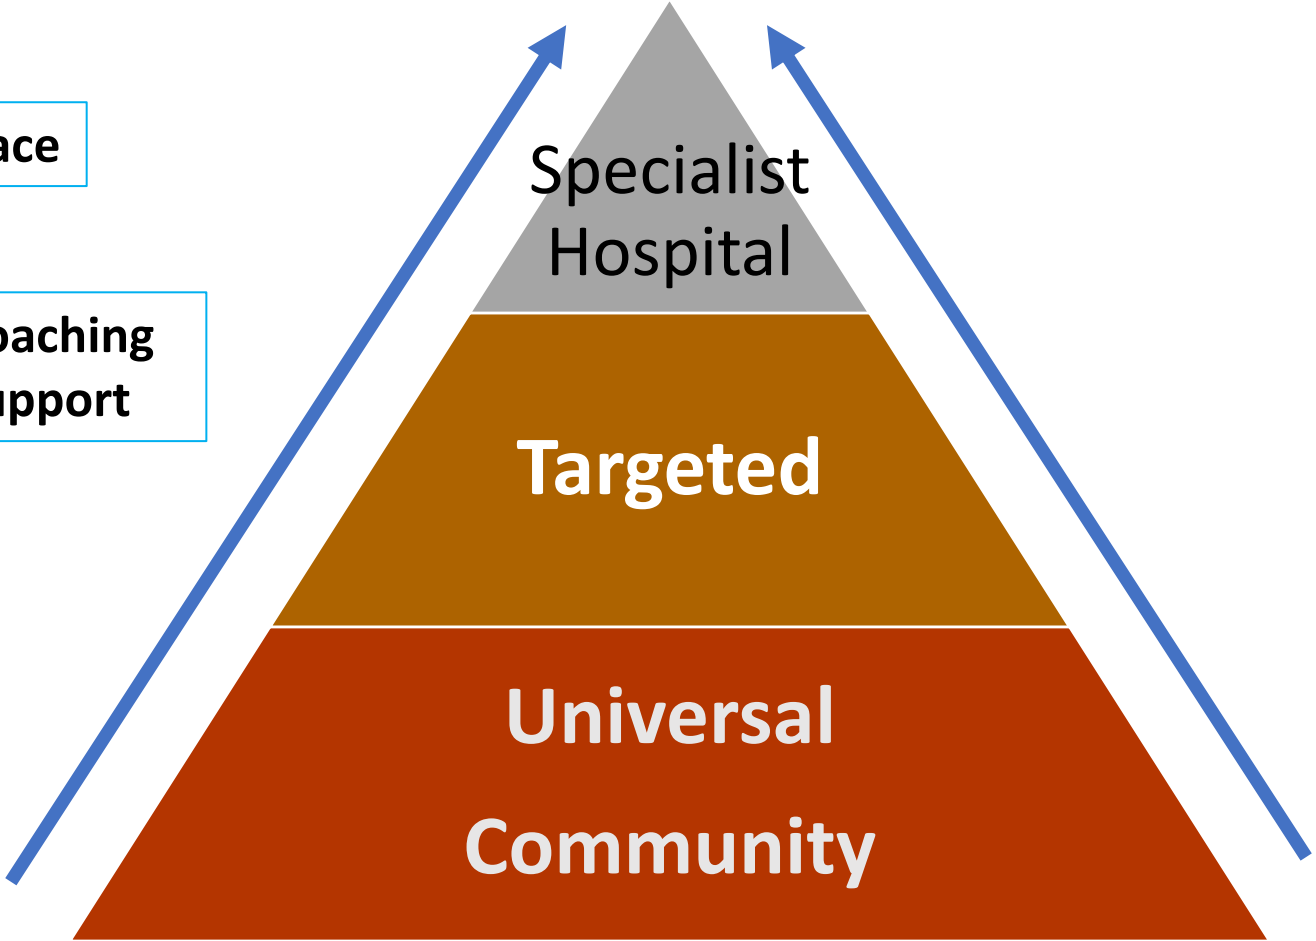 ace
Specialist
Hospital
oaching
upport
Targeted
Universal
Community